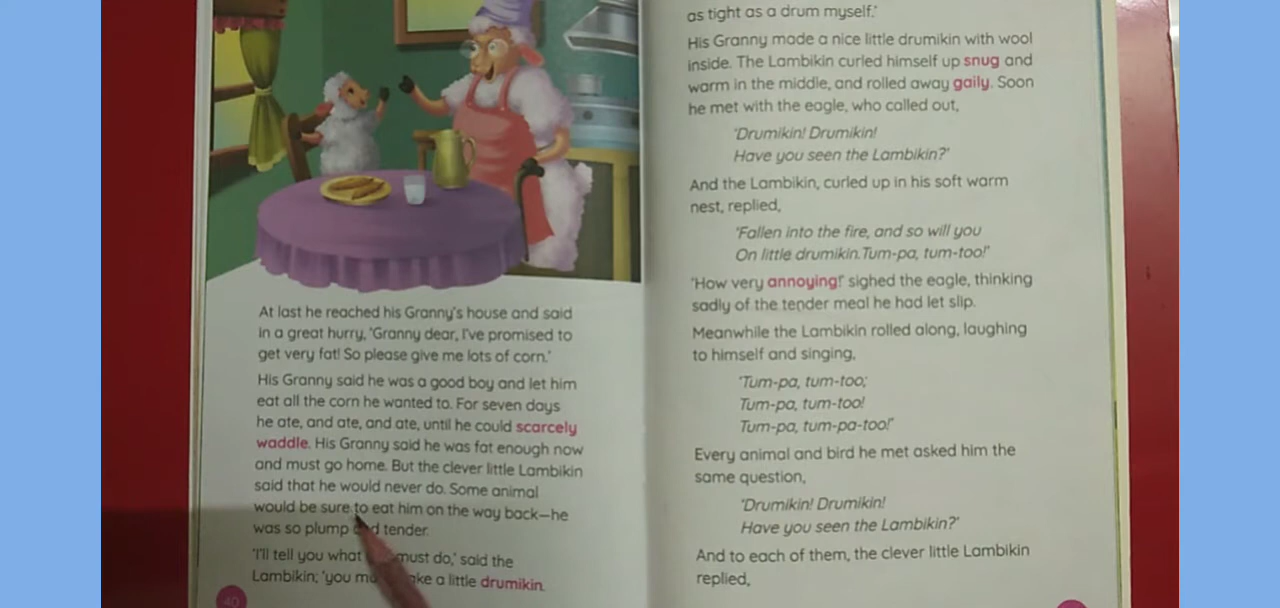 At last he reached his Granny's house and said
in a great hurry, 'Granny dear, I've promised to
get very fat! So please give me lots of corn.'
His Granny said he was a good boy and let him
eat all the corn he wanted to. For seven days
he ate, and ate, and ate, until he could scarcely
waddle. His Granny said he was fat enough now
and must go home. But the clever little Lambikin
said that he would never do. Some animal
would be sure to eat him on the way back—he
was so plump and tender.
'I'll tell you what must do,' said the
Lambikin; 'you a little drumikin.
40
as tight as a drum myself.'
His Granny made a nice little drumikin with wool
inside. The Lambikin curled himself up snug and
warm in the middle, and rolled away gaily. Soon
he met with the eagle, who called out,
'Drumikin! Drumikin!
Have you seen the Lambikin?'
And the Lambikin, curled up in his soft warm
nest, replied,
'Fallen into the fire, and so will you
On little drumikin.Tum-pa, tum-too!'
'How very annoying!' sighed the eagle, thinking
sadly of the tender meal he had let slip.
Meanwhile the Lambikin rolled along, laughing
to himself and singing,
'Tum-pa, tum-too;
Tum-pa, tum-too!
Tum-pa, tum-pa-too!'
Every animal and bird he met asked him the
same question,
'Drumikin! Drumikin!
Have you seen the Lambikin?'
And to each of them, the clever little Lambikin
replied,